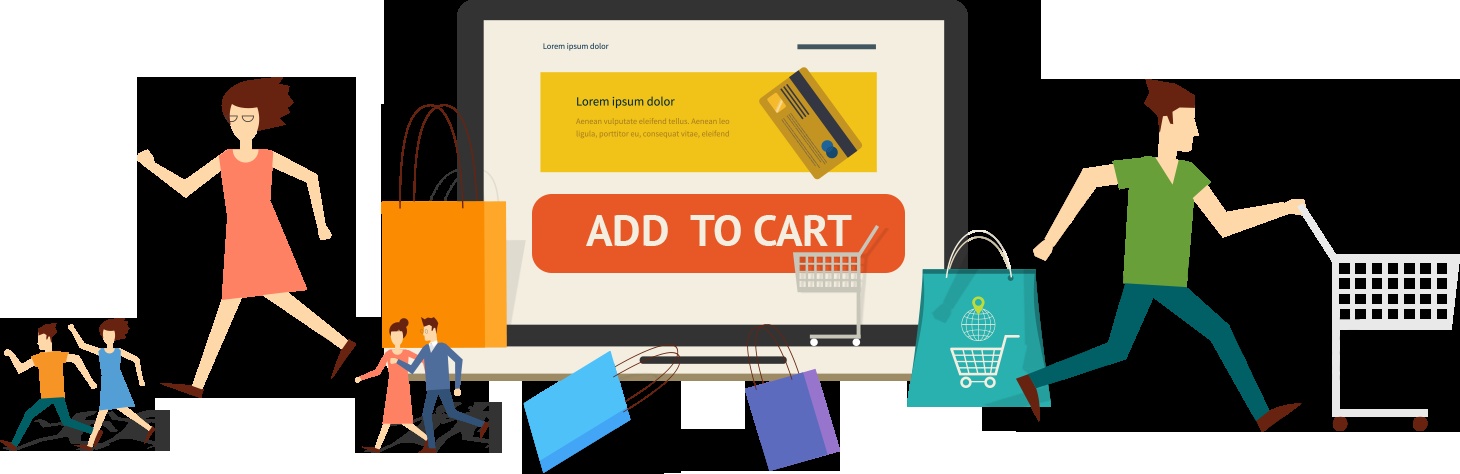 Lorem ipsum dolor
Lorem ipsum dolor
Aenean vulputate eleifend tellus. Aenean leo
ligula, porttitor eu, consequat vitae, eleifend
ADD TO CART